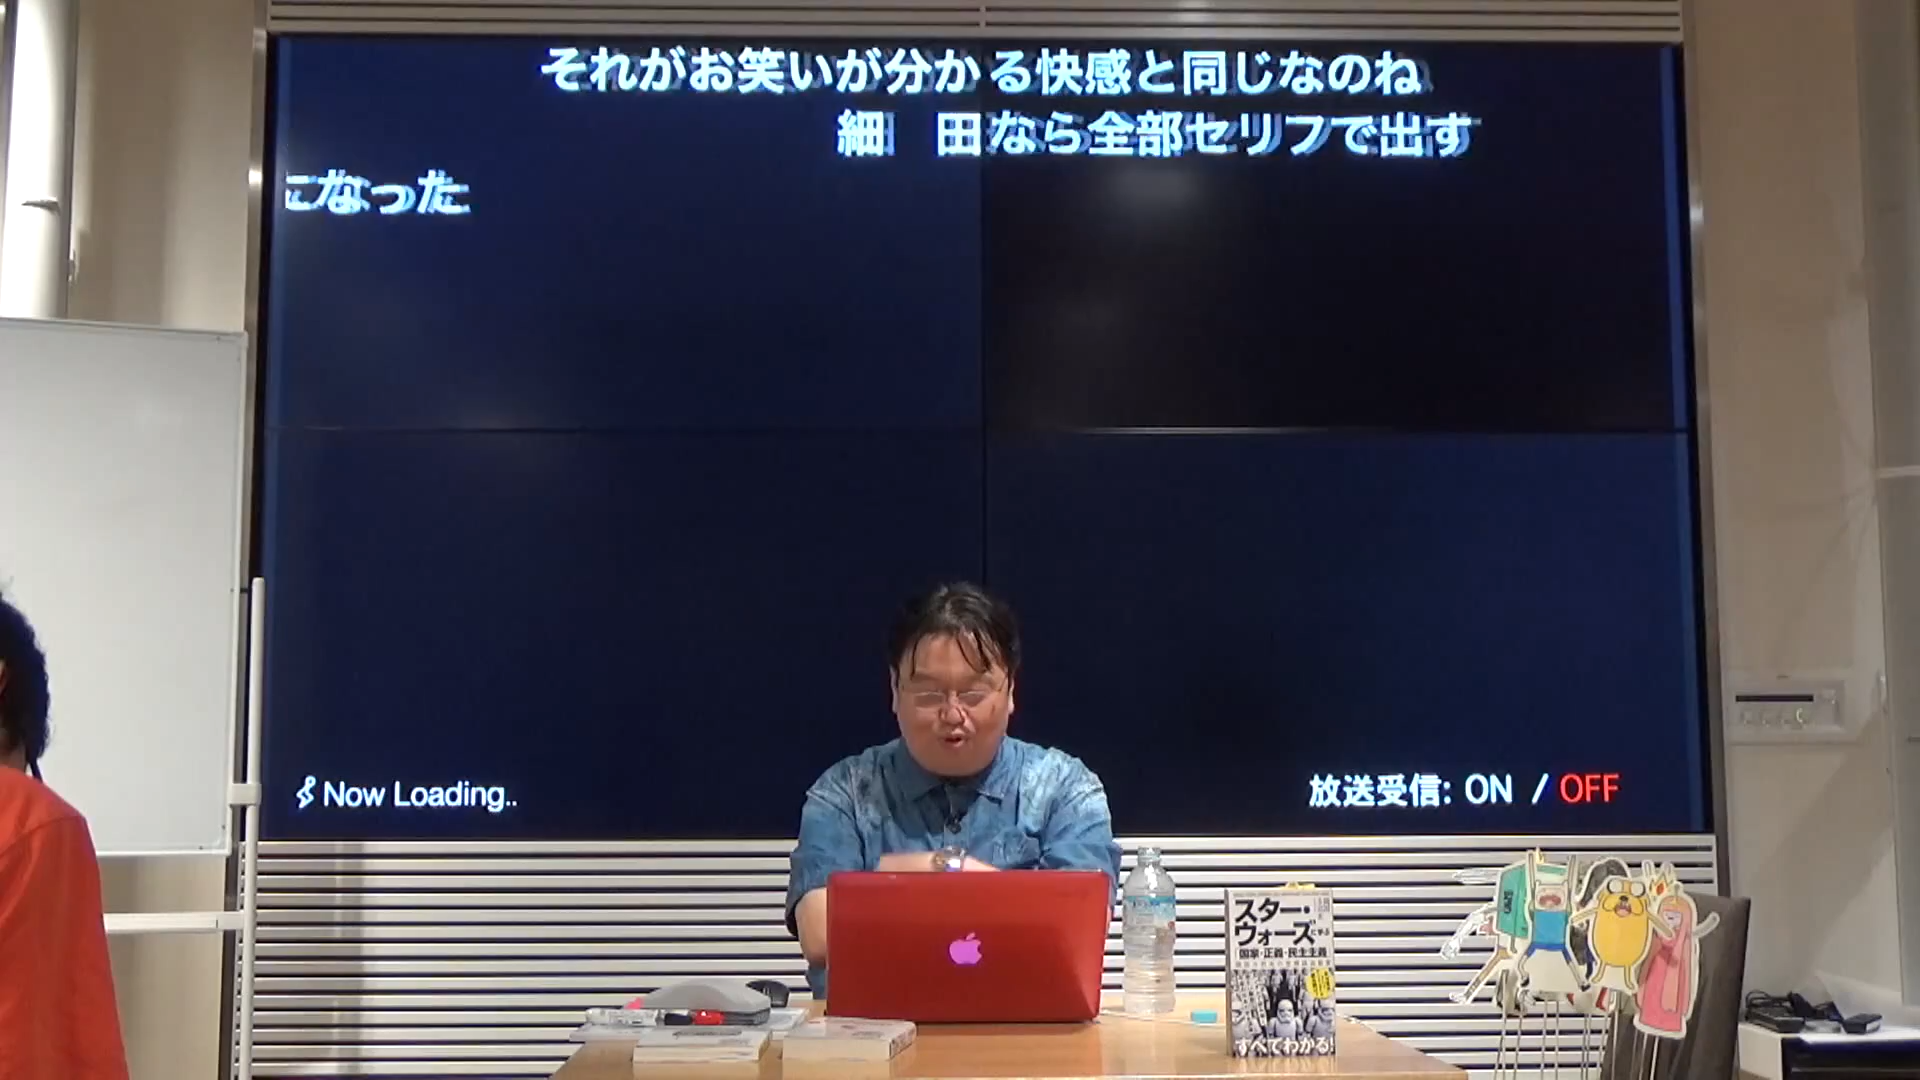 それがお笑いが分かる快感と同じなのね
細田なら全部セリフで出す
になった
Now Loading..
放送受信: ON / OFF
スター・
ウォーズに学ぶ
国家・正義・民主主義
すべてわかる!